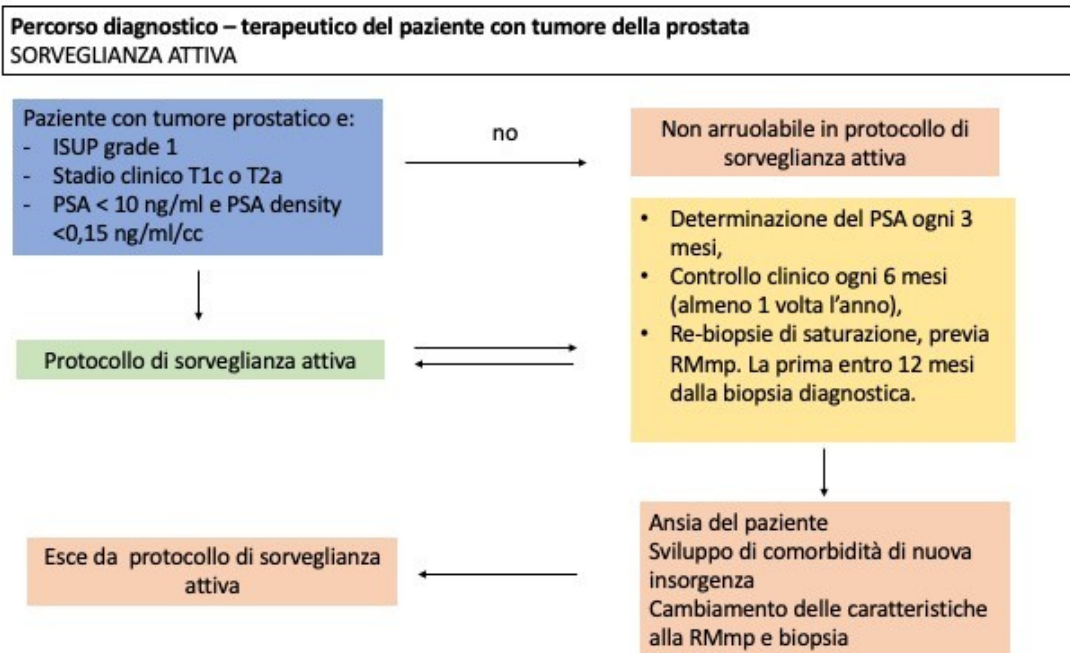 Percorso diagnostico – terapeutico del paziente con tumore della prostata
SORVEGLIANZA ATTIVA
Paziente con tumore prostatico e:
- ISUP grade 1
- Stadio clinico T1c o T2a
- PSA < 10 ng/ml e PSA density
<0,15 ng/ml/cc
no
Non arruolabile in protocollo di
sorveglianza attiva
• Determinazione del PSA ogni 3
mesi,
• Controllo clinico ogni 6 mesi
(almeno 1 volta l'anno),
• Re-biopsie di saturazione, previa
RMmp. La prima entro 12 mesi
dalla biopsia diagnostica.
Protocollo di sorveglianza attiva
Ansia del paziente
Sviluppo di comorbidità di nuova
insorgenza
Cambiamento delle caratteristiche
alla RMmp e biopsia
Esce da protocollo di sorveglianza
attiva